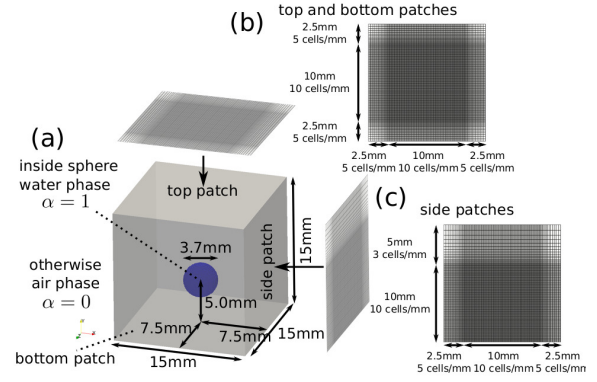 (b)
top and bottom patches
2.5mm
5 cells/mm
10mm
10 cells/mm
2.5mm
5 cells/mm
2.5mm 10mm 2.5mm
5 cells/mm 10 cells/mm 5 cells/mm
(a)
inside sphere
water phase
α = 1
otherwise
air phase
α = 0
bottom patch
top patch
side patch
3.7mm
5.0mm
7.5mm
7.5mm
15mm
15mm
15mm
(c)
side patches
5mm
3 cells/mm
10mm
10 cells/mm
2.5mm 10mm 2.5mm
5 cells/mm 10 cells/mm 5 cells/mm